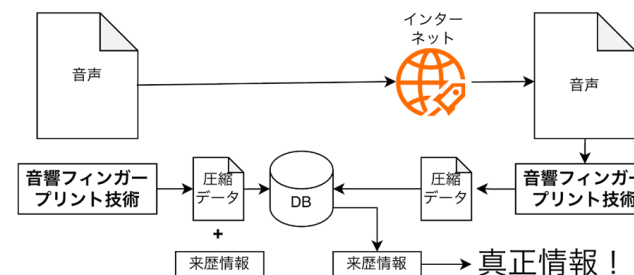 インター
ネット
音声
音声
音響フィンガー
プリント技術
圧縮
データ
DB
圧縮
データ
音響フィンガー
プリント技術
+
来歴情報
来歴情報
真正情報！